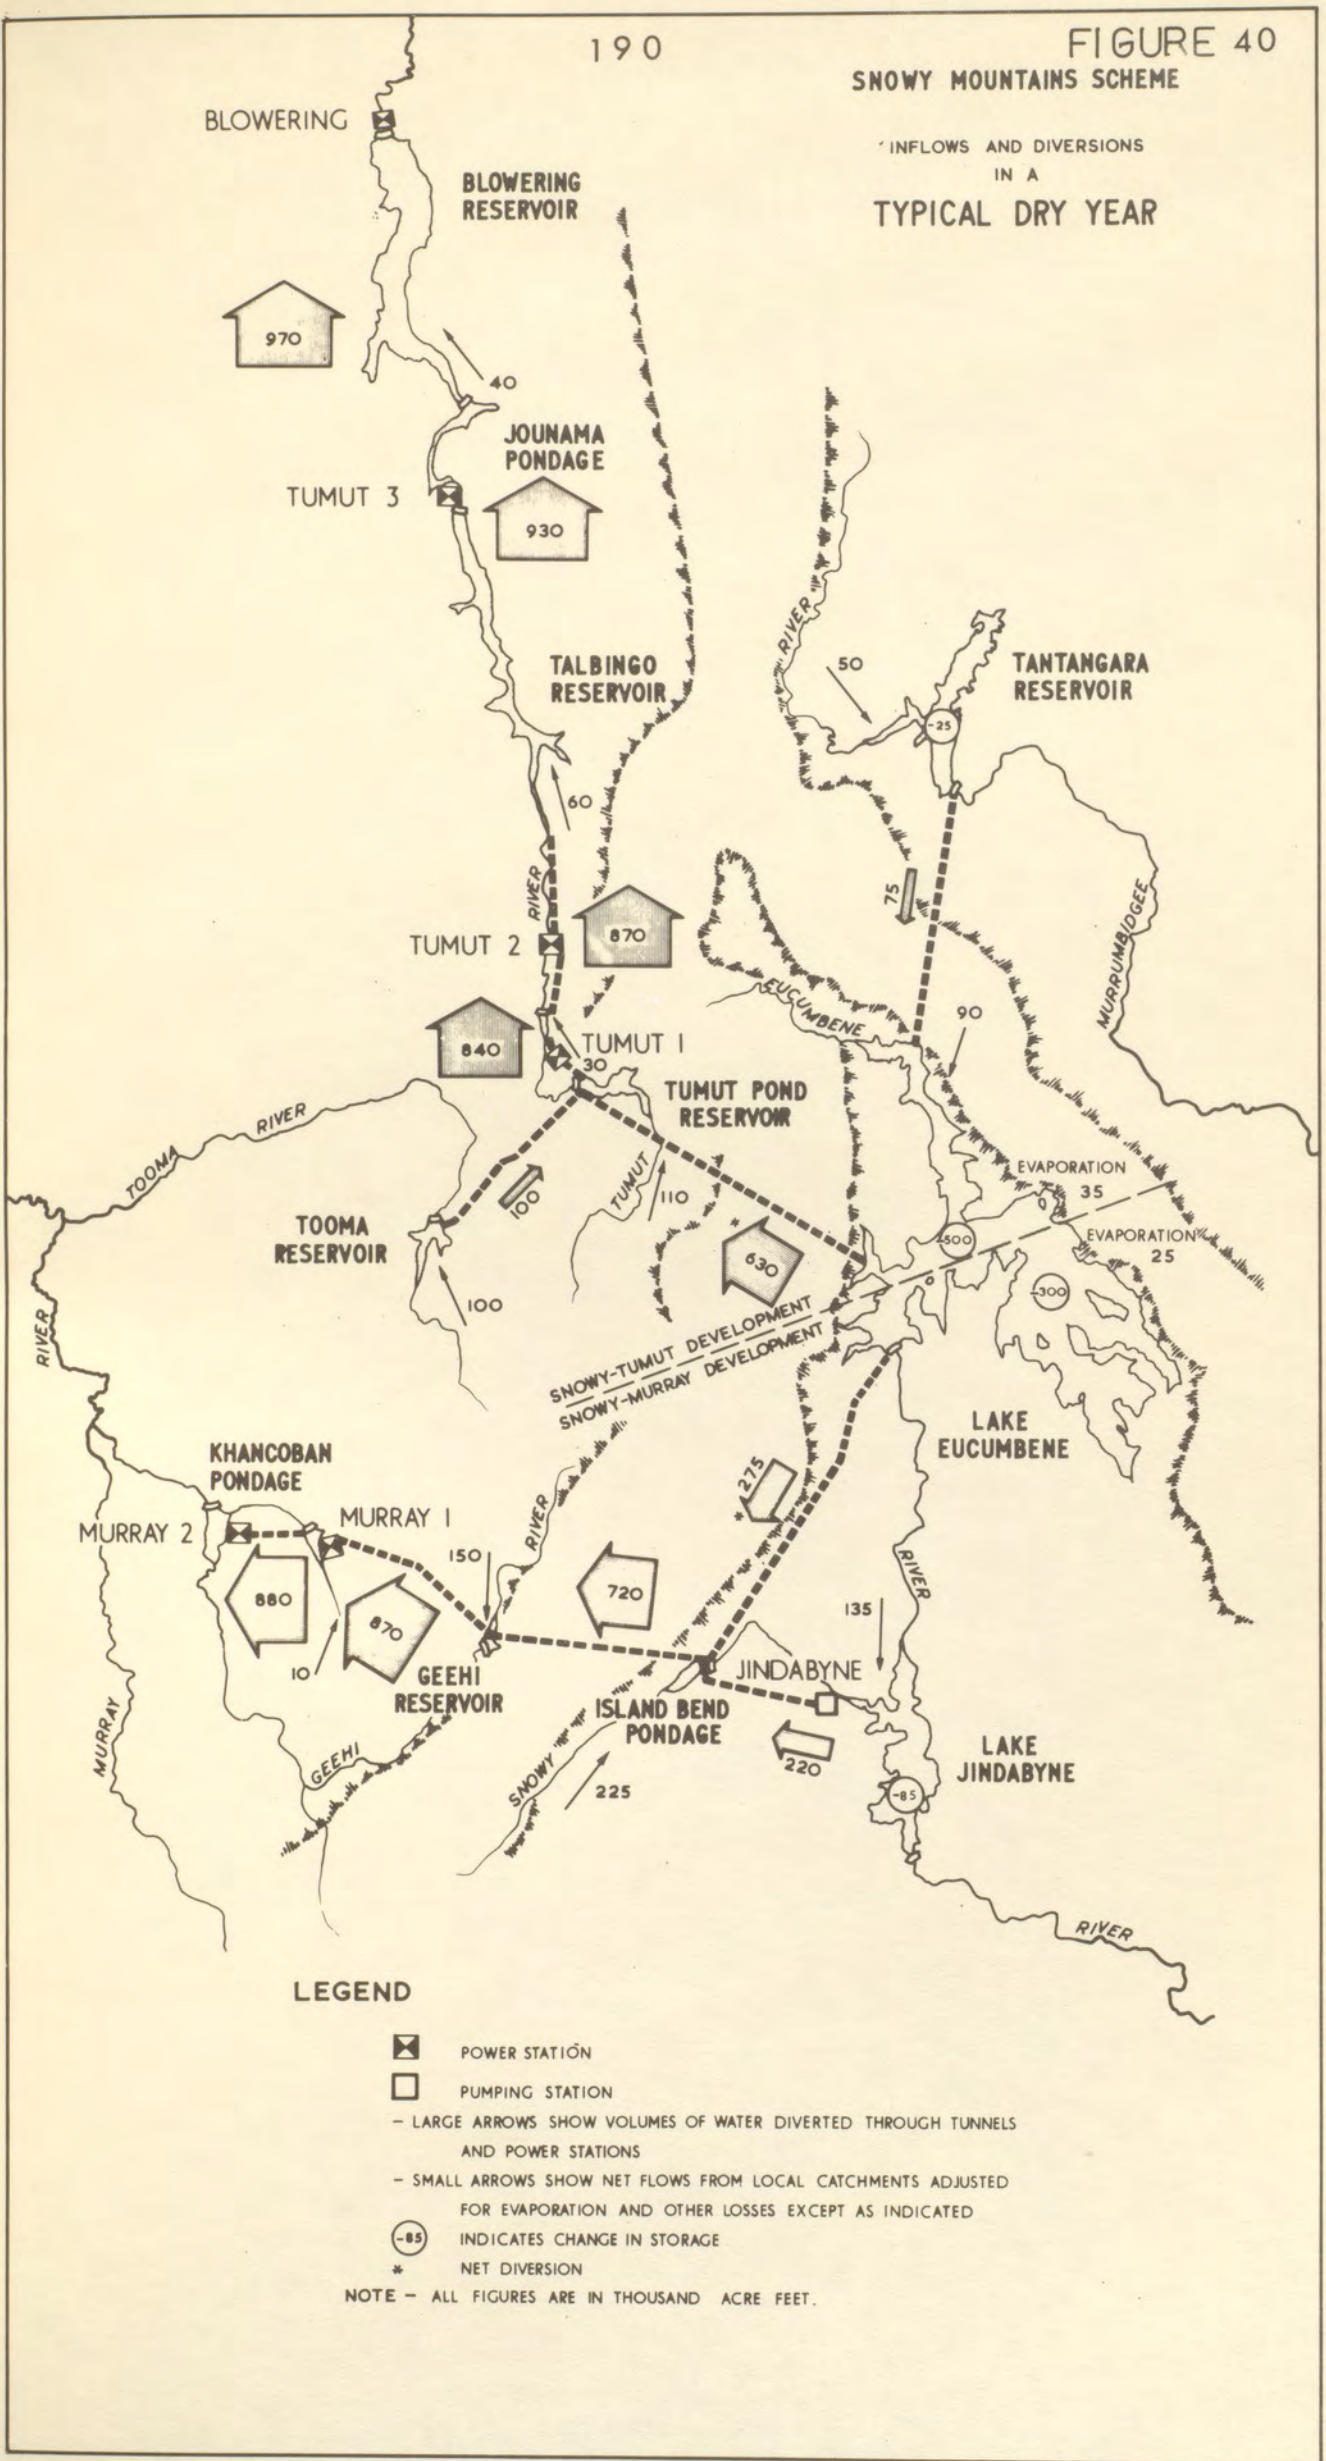 190
FIGURE 40
SNOWY MOUNTAINS SCHEME
INFLOWS AND DIVERSIONS
IN A
TYPICAL DRY YEAR
BLOWERING
BLOWERING
RESERVOIR
970
40
JOUNAMA
PONDAGE
TUMUT 3
930
TALBINGO
RESERVOIR
RIVER
50
TANTANGARA
RESERVOIR
-25
60
RIVER
75
MURRUMBIDGEE
TUMUT 2
870
EUCUMBENE
90
840
TUMUT 1
30
TUMUT POND
RESERVOIR
TOOMA RIVER
100
TUMUT
110
EVAPORATION
35
TOOMA
RESERVOIR
*
630
-500
EVAPORATION
25
-300
100
RIVER
SNOWY-TUMUT DEVELOPMENT
SNOWY-MURRAY DEVELOPMENT
LAKE
EUCUMBENE
KHANCOBAN
PONDAGE
275
*
MURRAY 2
MURRAY 1
RIVER
150
RIVER
880
870
720
135
10
GEEHI
RESERVOIR
JINDABYNE
ISLAND BEND
PONDAGE
MURRAY
GEEHI
SNOWY
225
220
LAKE
JINDABYNE
-85
RIVER
LEGEND
POWER STATION
PUMPING STATION
– LARGE ARROWS SHOW VOLUMES OF WATER DIVERTED THROUGH TUNNELS
AND POWER STATIONS
– SMALL ARROWS SHOW NET FLOWS FROM LOCAL CATCHMENTS ADJUSTED
FOR EVAPORATION AND OTHER LOSSES EXCEPT AS INDICATED
-85 INDICATES CHANGE IN STORAGE
* NET DIVERSION
NOTE – ALL FIGURES ARE IN THOUSAND ACRE FEET.